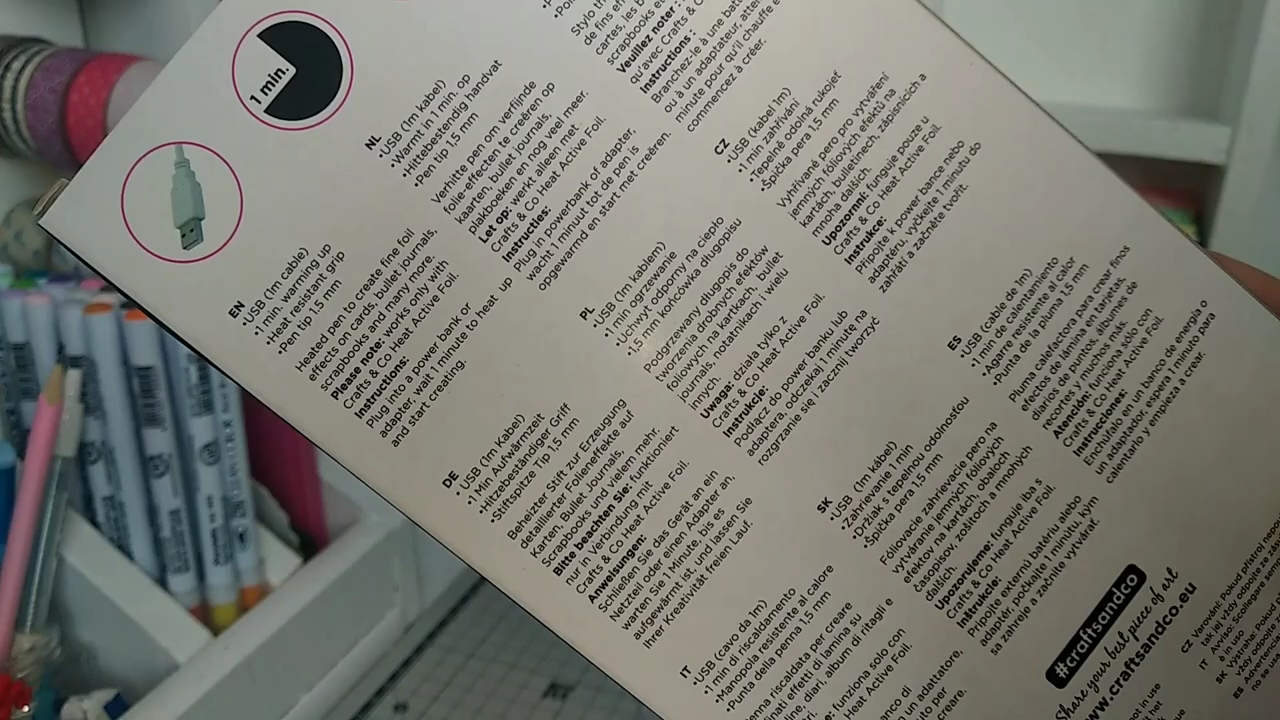 1 min.
EN
•USB (1m cable)
•1 min. warming up
•Heat resistant grip
•Pen tip 1.5 mm
Heated pen to create fine foil
effects on cards, bullet journals,
scrapbooks and many more.
Please note: works only with
Crafts & Co Heat Active Foil.
Instructions:
Plug into a power bank or
adapter, wait 1 minute to heat up
and start creating.
NL
•USB (1m kabel)
•Warmt in 1 min. op
•Hittebestendig handvat
•Pen tip 1,5 mm
Verhitte pen om verfijnde
folie-effecten te creëren op
kaarten, bullet journals,
plakboeken en nog veel meer.
Let op: werkt alleen met
Crafts & Co Heat Active Foil.
Instructies:
Plug in powerbank of adapter,
wacht 1 minuut tot de pen is
opgewarmd en start met creëren.
Stylo
de fins
cartes, les
scrapbooks
Veuillez noter :
qu'avec Crafts & C
Instructions :
Branchez-le à une
ou à un adaptateur,
minute pour qu'il chauffe e
commencez à créer.
DE
• USB (1m Kabel)
•1 Min Aufwärmzeit
•Hitzebeständiger Griff
•Stiftspitze Tip 1,5 mm
Beheizter Stift zur Erzeugung
detaillierter Folieneffekte auf
Karten, Bullet Journals,
Scrapbooks und vielem mehr.
Bitte beachten Sie: funktioniert
nur in Verbindung mit
Crafts & Co Heat Active Foil.
Anweisungen:
Schließen Sie das Gerät an ein
Netzteil oder einen Adapter an,
warten Sie 1 Minute, bis es
aufgewärmt ist, und lassen Sie
Ihrer Kreativität freien Lauf.
PL
•USB (1m kablem)
•1 min ogrzewanie
•Uchwyt odporny na ciepło
•1.5 mm końcówka długopisu
Podgrzewany długopis do
tworzenia drobnych efektów
foliowych na kartkach, bullet
journals, notatnikach i wielu
innych.
Uwaga: działa tylko z
Crafts & Co Heat Active Foil.
Instrukcje:
Podłącz do power banku lub
adaptera, odczekaj 1 minutę na
rozgrzanie się i zacznij tworzyć
CZ
•USB (kabel 1m)
•1 min zahřívání
•Tepelně odolná rukojeť
•Špička pera 1,5 mm
Vyhřívané pero pro vytváření
jemných fóliových efektů na
kartách, bulletinech, zápisnících a
mnoha dalších.
Upozornní: funguje pouze u
Crafts & Co Heat Active Foil.
Instrukce:
Připojte k power bance nebo
adaptéru, vyčkejte 1 minutu do
zahřátí a začněte tvořit.
IT
•USB (cavo da 1m)
•1 min di riscaldamento
•Manopola resistente al calore
•Punta della penna 1.5 mm
enna riscaldata per creare
effetti di lamina su
diari, album di ritagli e
funziona solo con
Heat Active Foil.
un adattatore,
per
creare.
SK
•USB (1m kábel)
•Zahrievanie 1 min
•Držiak s tepelnou odolnosťou
•Spička pera 1,5 mm
Foliovacie zahrievacie pero na
vytváranie jemných foliových
efektov na kartách, obaloch
časopisov, zošitoch a mnohých
dalších.
Upozornenie: funguje iba s
Crafts & Co Heat Active Foil.
Inštrukcie:
Pripojte externú batériu alebo
adaptér, počkajte 1 minútu, kým
sa zahreje a začnite vytvárať.
ES
•USB (cable de 1m)
•1 min de calentamiento
•Agarre resistente al calor
•Punta de la pluma 1,5 mm
Pluma calefactora para crear finos
efectos de lámina en tarjetas,
diarios de puntos, álbumes de
recortes y muchos más.
Atención: funciona sólo con
Crafts & Co Heat Active Foil.
Instrucciones:
Enchúfalo en un banco de energía o
un adaptador, espera 1 minuto para
calentarlo y empieza a crear.
#craftsandco
Share your best piece of art
www.craftsandco.eu
CZ Varování:
IT
SK
ES